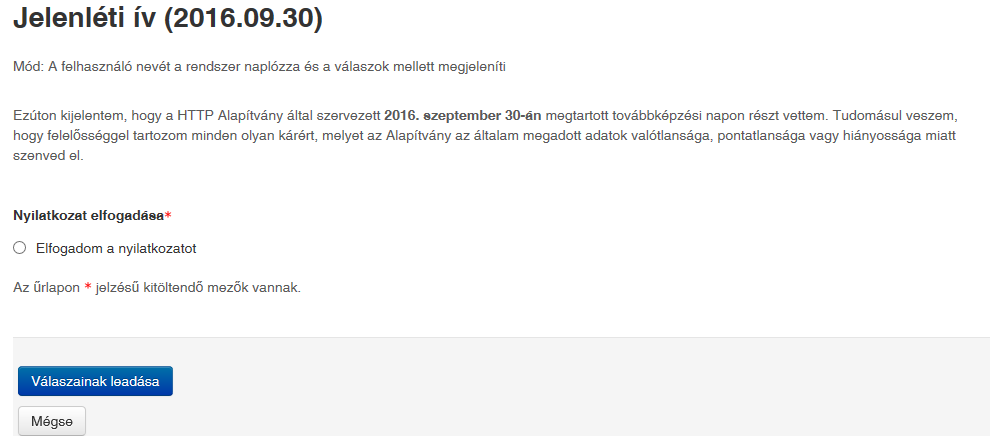 Jelenléti ív (2016.09.30)
Mód: A felhasználó nevét a rendszer naplózza és a válaszok mellett megjeleníti
Ezúton kijelentem, hogy a HTTP Alapítvány által szervezett 2016. szeptember 30-án megtartott továbbképzési napon részt vettem. Tudomásul veszem,
hogy felelősséggel tartozom minden olyan kárért, melyet az Alapítvány az általam megadott adatok valótlansága, pontatlansága vagy hiányossága miatt
szenved el.
Nyilatkozat elfogadása*
Elfogadom a nyilatkozatot
Az űrlapon * jelzésű kitöltendő mezők vannak.
Válaszainak leadása
Mégse